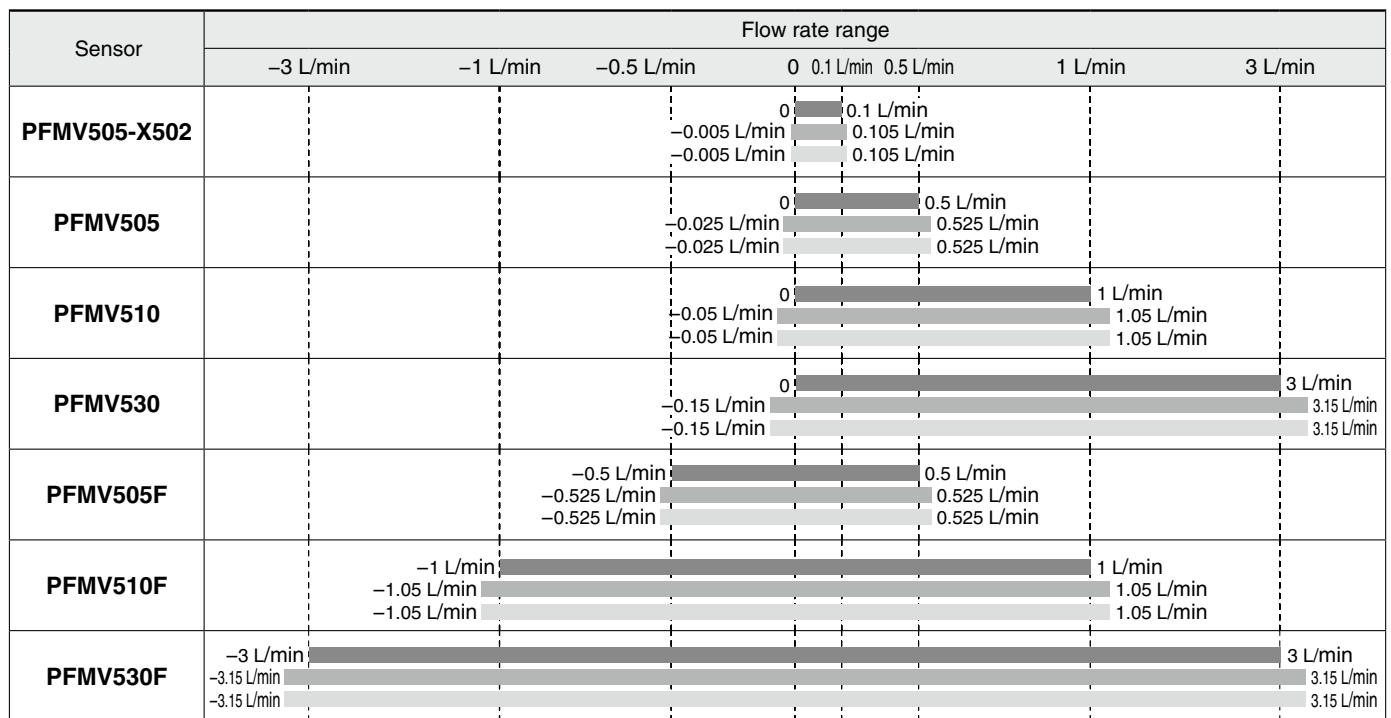 Sensor
Flow rate range
−3 L/min −1 L/min −0.5 L/min 0 0.1 L/min 0.5 L/min 1 L/min 3 L/min
PFMV505-X502
0 0.1 L/min
−0.005 L/min 0.105 L/min
−0.005 L/min 0.105 L/min
PFMV505
0 0.5 L/min
−0.025 L/min 0.525 L/min
−0.025 L/min 0.525 L/min
PFMV510
0 1 L/min
−0.05 L/min 1.05 L/min
−0.05 L/min 1.05 L/min
PFMV530
0 3 L/min
−0.15 L/min 3.15 L/min
−0.15 L/min 3.15 L/min
PFMV505F
−0.5 L/min 0.5 L/min
−0.525 L/min 0.525 L/min
−0.525 L/min 0.525 L/min
PFMV510F
−1 L/min 1 L/min
−1.05 L/min 1.05 L/min
−1.05 L/min 1.05 L/min
PFMV530F
−3 L/min 3 L/min
−3.15 L/min 3.15 L/min
−3.15 L/min 3.15 L/min